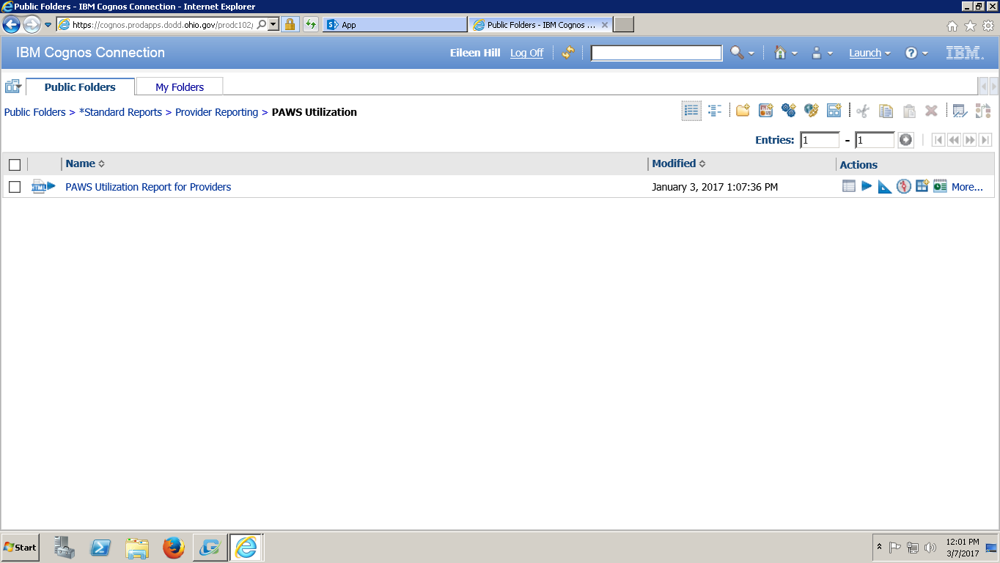 Public Folders - IBM Cognos Connection - Internet Explorer
https://cognos.prodapps.dodd.ohio.gov/prodc102/
App
Public Folders - IBM Cognos ...
IBM Cognos Connection
Eileen Hill
Log Off
Launch
IBM.
Public Folders
My Folders
Public Folders > *Standard Reports > Provider Reporting > PAWS Utilization
Entries: 1 - 1
Name Modified Actions
HTML PAWS Utilization Report for Providers January 3, 2017 1:07:36 PM More...
Start
12:01 PM
3/7/2017